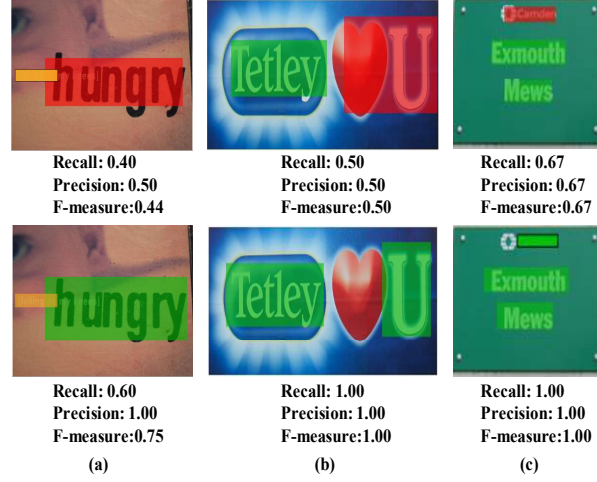 hungry
Tetley U
Camden
Exmouth
Mews
Recall: 0.40
Precision: 0.50
F-measure:0.44
Recall: 0.50
Precision: 0.50
F-measure:0.50
Recall: 0.67
Precision: 0.67
F-measure:0.67
hungry
Tetley U
Exmouth
Mews
Recall: 0.60
Precision: 1.00
F-measure:0.75
Recall: 1.00
Precision: 1.00
F-measure:1.00
Recall: 1.00
Precision: 1.00
F-measure:1.00
(a)
(b)
(c)